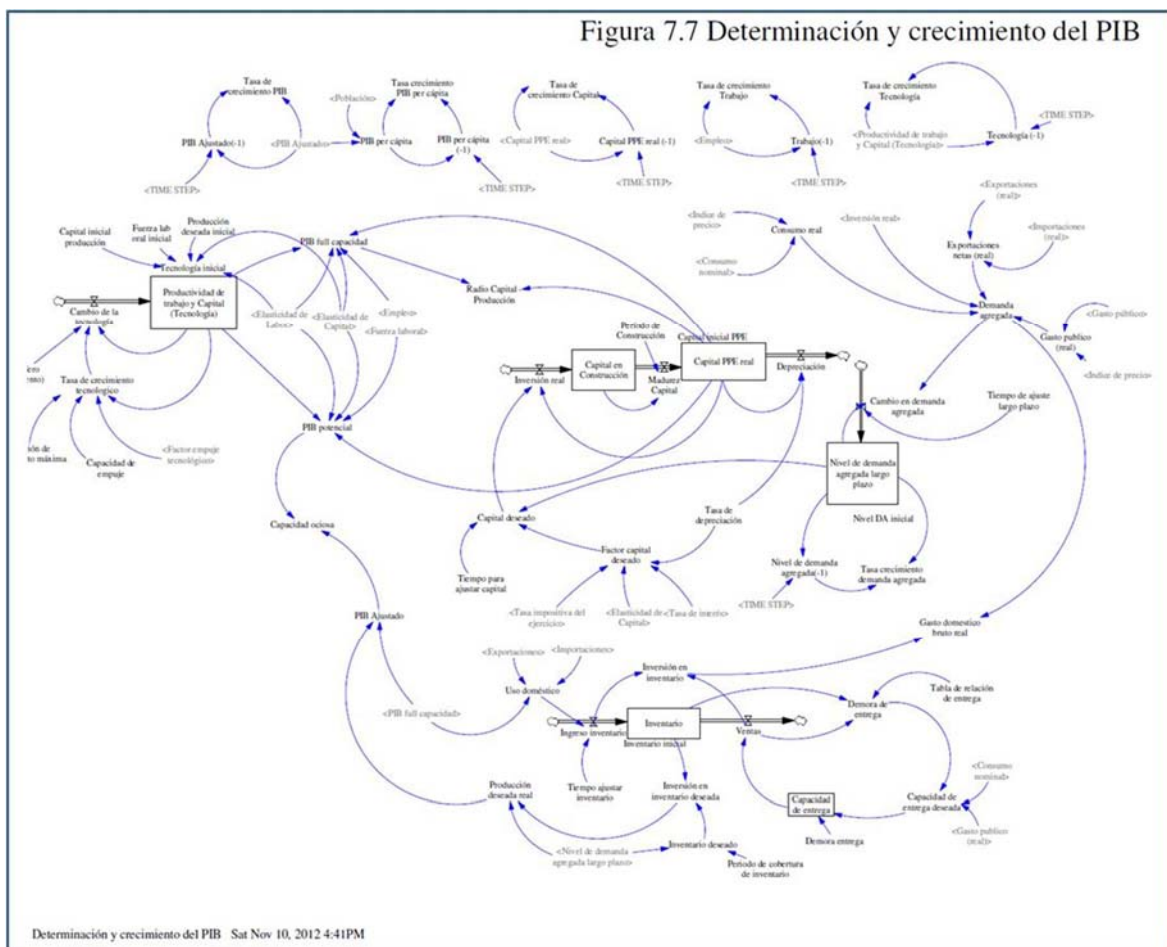 Figura 7.7 Determinación y crecimiento del PIB
Tasa de
crecimiento PIB
PIB Ajustado(-1)
<PIB Ajustado>
<TIME STEP>
<Población>
Tasa crecimiento
PIB per cápita
PIB per cápita
PIB per cápita
(-1)
<TIME STEP>
Tasa de
crecimiento Capital
<Capital PPE real>
Capital PPE real (-1)
<TIME STEP>
Tasa de crecimiento
Trabajo
<Empleo>
Trabajo(-1)
<TIME STEP>
Tasa de crecimiento
Tecnología
<Productividad de trabajo
y Capital (Tecnología)>
Tecnología (-1)
<TIME STEP>
Capital inicial
producción
Fuerza lab
oral inicial
Producción
deseada inicial
Tecnología inicial
Productividad de
trabajo y Capital
(Tecnología)
Cambio de la
tecnología
Tasa de crecimiento
tecnologico
Capacidad de
empuje
<Factor empuje
tecnológico>
ión de
to máxima
PIB full capacidad
<Elasticidad de
Labor>
<Elasticidad de
Capital>
<Empleo>
<Fuerza laboral>
Radio Capital
Producción
PIB potencial
Capacidad ociosa
PIB Ajustado
<PIB full capacidad>
Período de
Construcción
Capital inicial PPE
Inversión real
Capital en
Construcción
Madurez
Capital
Capital PPE real
Depreciación
Capital deseado
Tiempo para
ajustar capital
Factor capital
deseado
Tasa de
depreciación
<Tasa impositiva del
ejercicio>
<Elasticidad de
Capital>
<Tasa de interés>
<Indice de
precio>
Consumo real
<Consumo
nominal>
<Inversión real>
<Exportaciones
(real)>
Exportaciones
netas (real)
<Importaciones
(real)>
Demanda
agregada
<Gasto público>
Gasto publico
(real)
<Indice de precio>
Cambio en demanda
agregada
Tiempo de ajuste
largo plazo
Nivel de demanda
agregada largo
plazo
Nivel DA inicial
Nivel de demanda
agregada(-1)
Tasa crecimiento
demanda agregada
<TIME STEP>
Gasto domestico
bruto real
<Exportaciones>
<Importaciones>
Uso doméstico
Inversión en
inventario
Ingreso inventario
Inventario
Inventario inicial
Ventas
Demora de
entrega
Tabla de relación
de entrega
Tiempo ajustar
inventario
Inversión en
inventario deseada
Producción
deseada real
<Nivel de demanda
agregada largo plazo>
Inventario deseado
Periodo de cobertura
de inventario
Capacidad
de entrega
Demora entrega
Capacidad de
entrega deseada
<Consumo
nominal>
<Gasto publico
(real)>
Determinación y crecimiento del PIB Sat Nov 10, 2012 4:41PM